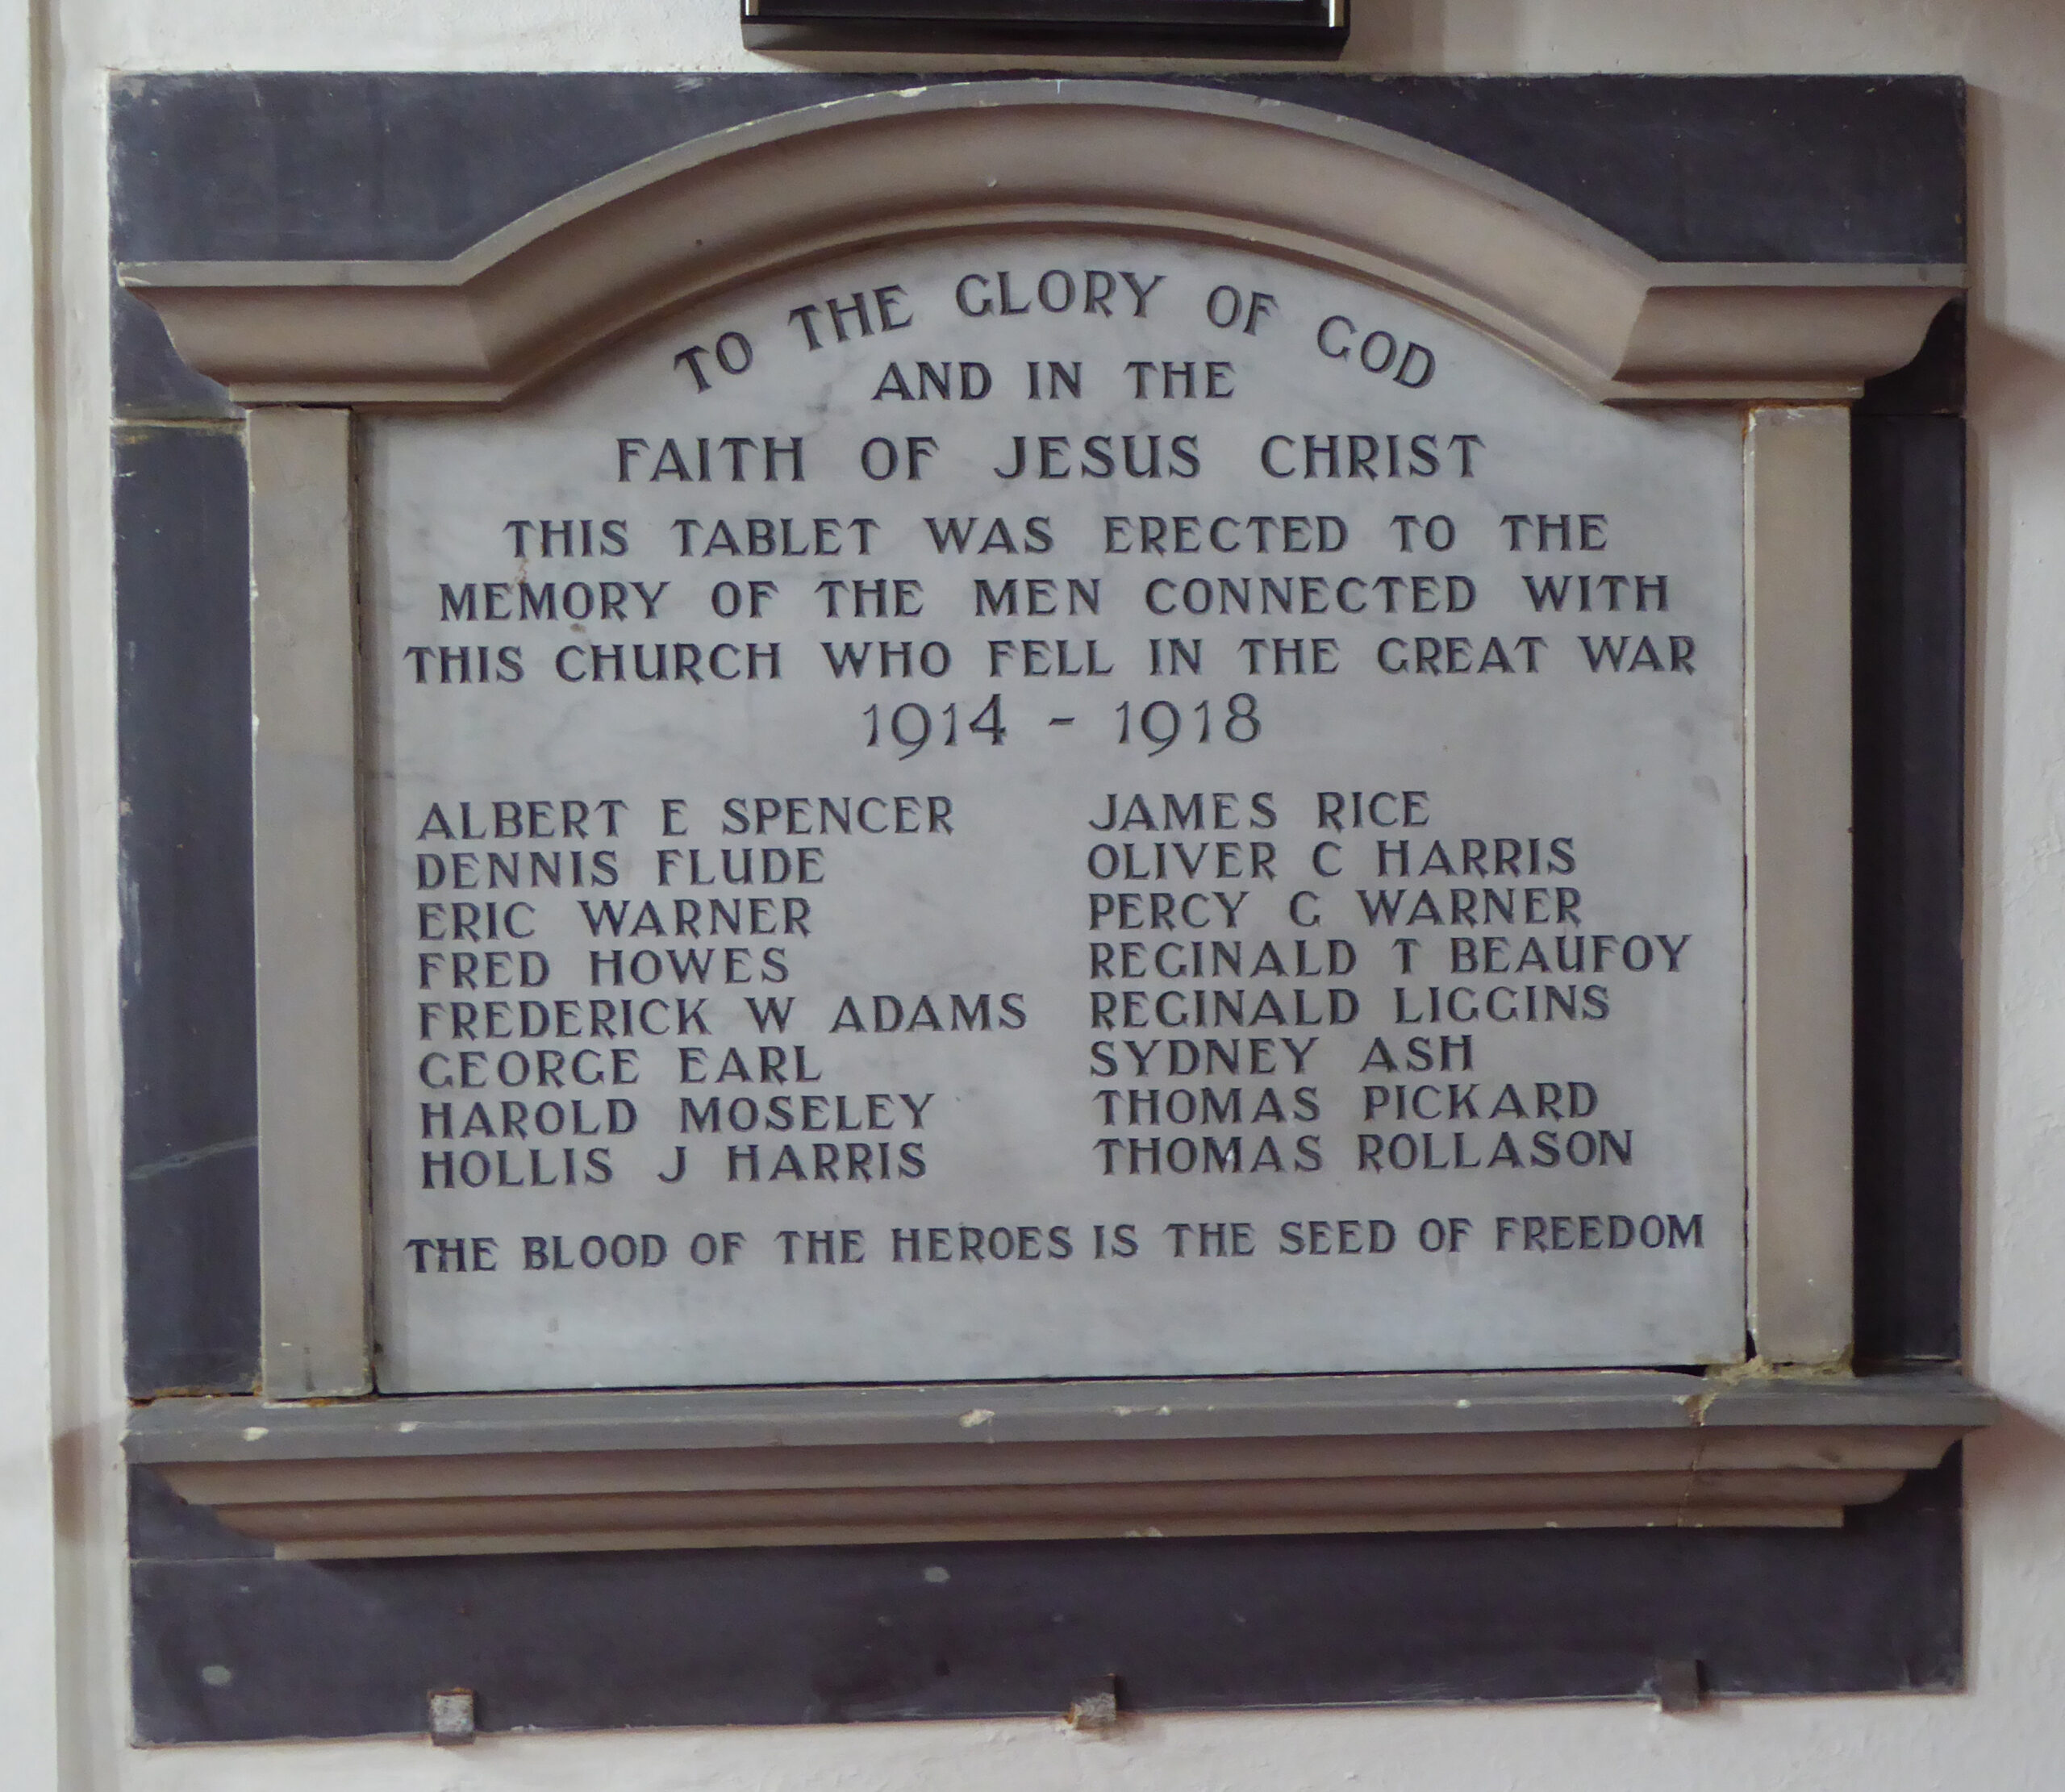 TO THE GLORY OF GOD
AND IN THE
FAITH OF JESUS CHRIST
THIS TABLET WAS ERECTED TO THE
MEMORY OF THE MEN CONNECTED WITH
THIS CHURCH WHO FELL IN THE GREAT WAR
1914 - 1918
ALBERT E SPENCER
DENNIS FLUDE
ERIC WARNER
FRED HOWES
FREDERICK W ADAMS
GEORGE EARL
HAROLD MOSELEY
HOLLIS J HARRIS
JAMES RICE
OLIVER C HARRIS
PERCY G WARNER
REGINALD T BEAUFOY
REGINALD LIGGINS
SYDNEY ASH
THOMAS PICKARD
THOMAS ROLLASON
THE BLOOD OF THE HEROES IS THE SEED OF FREEDOM